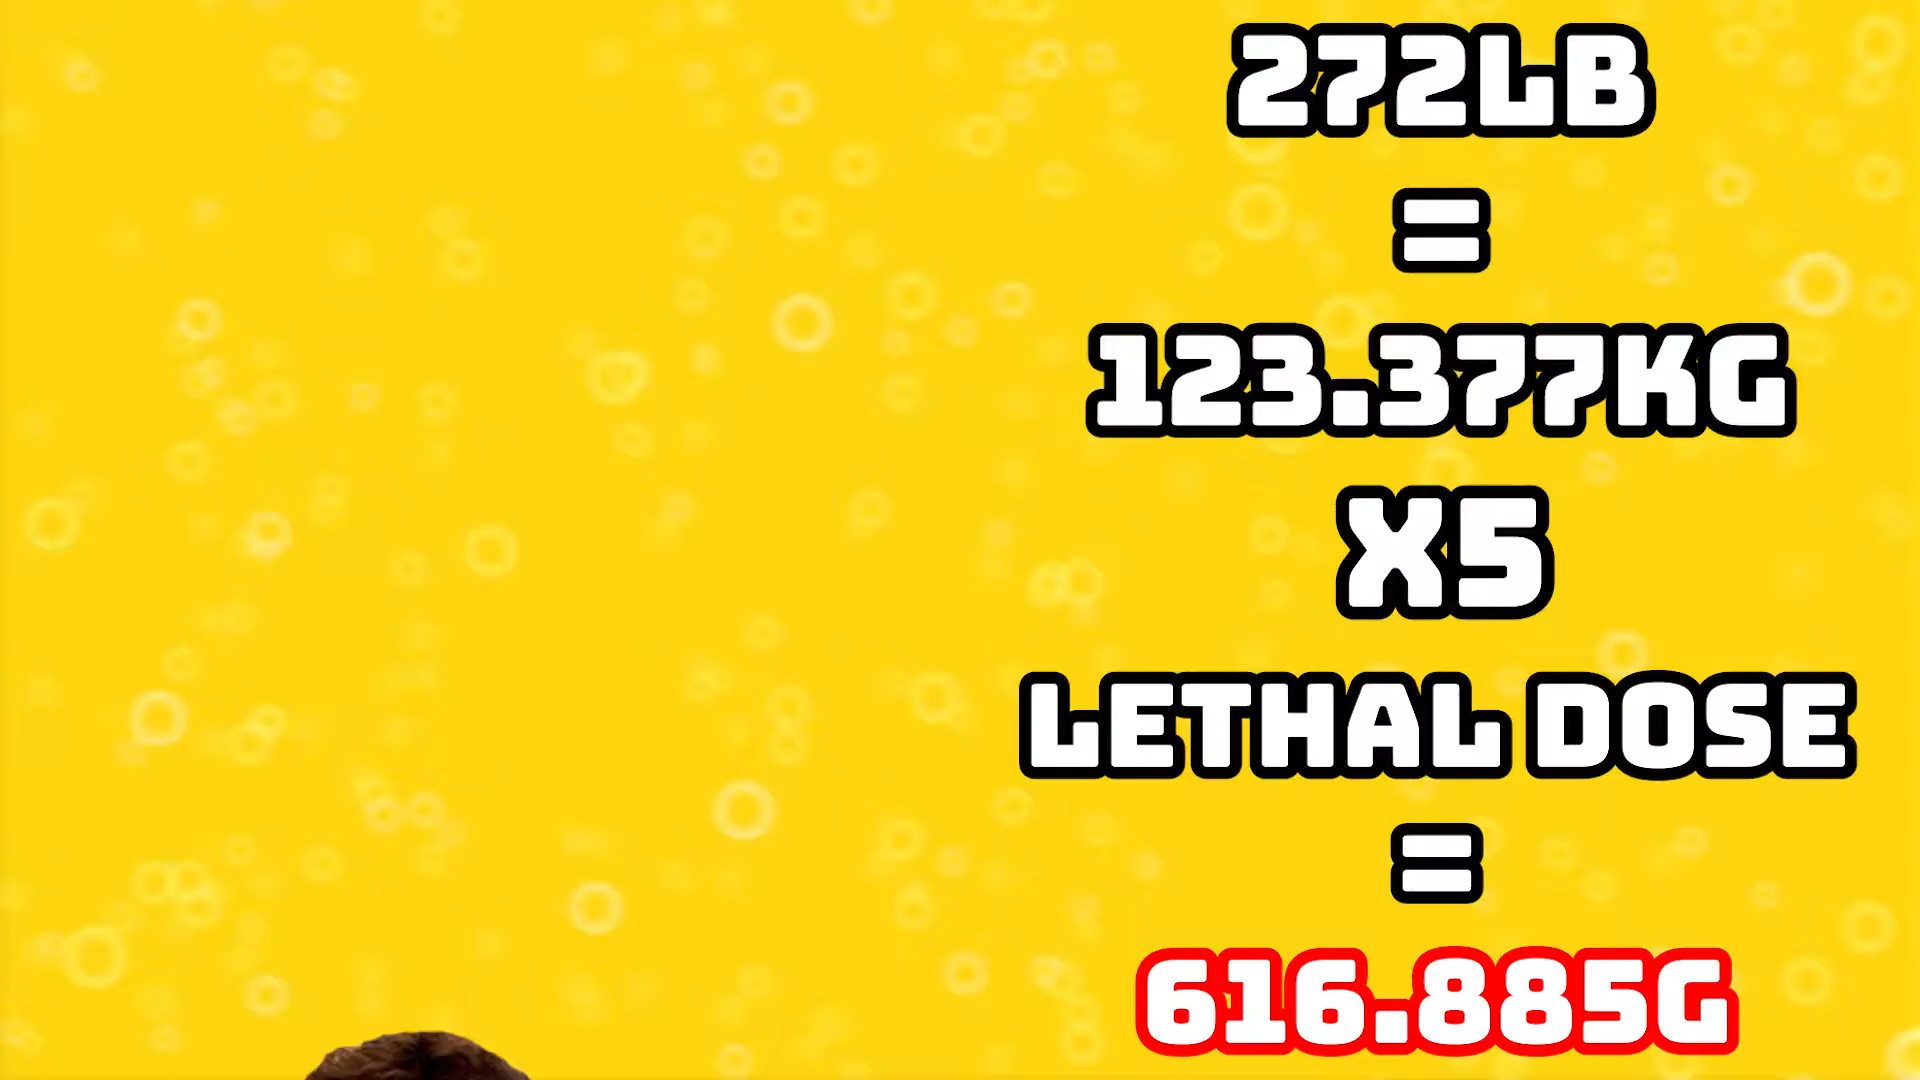 272LB
=
123.377KG
X5
LETHAL DOSE
=
616.885G